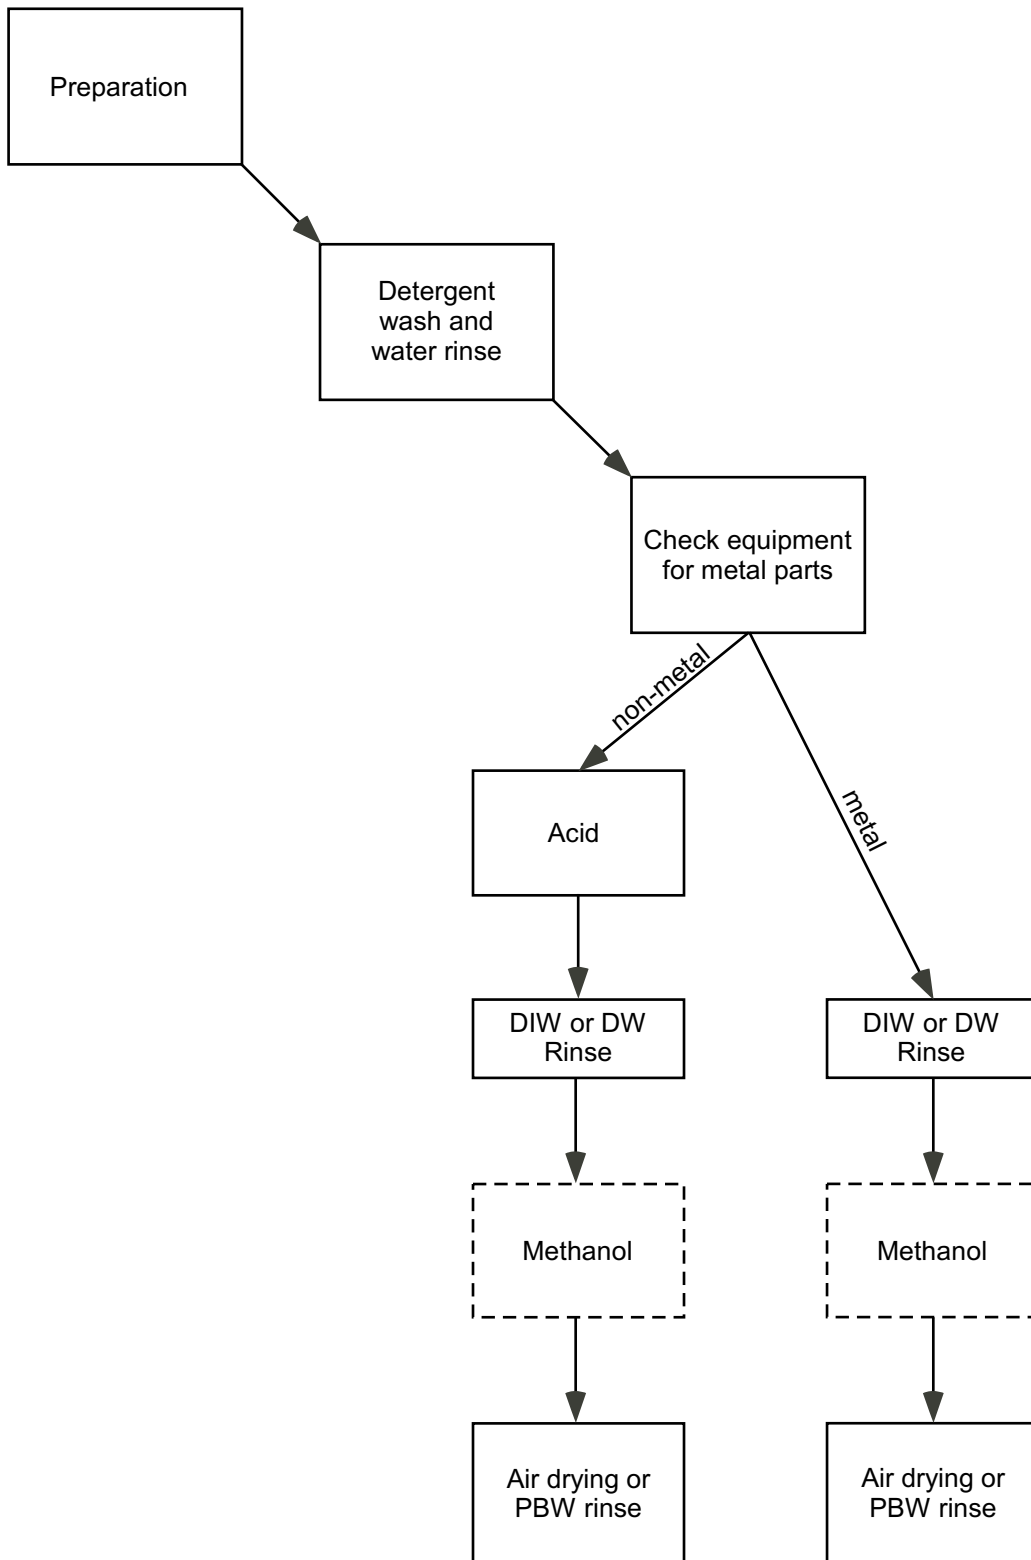 Preparation
Detergent
wash and
water rinse
Check equipment
for metal parts
non-metal
metal
Acid
DIW or DW
Rinse
DIW or DW
Rinse
Methanol
Methanol
Air drying or
PBW rinse
Air drying or
PBW rinse